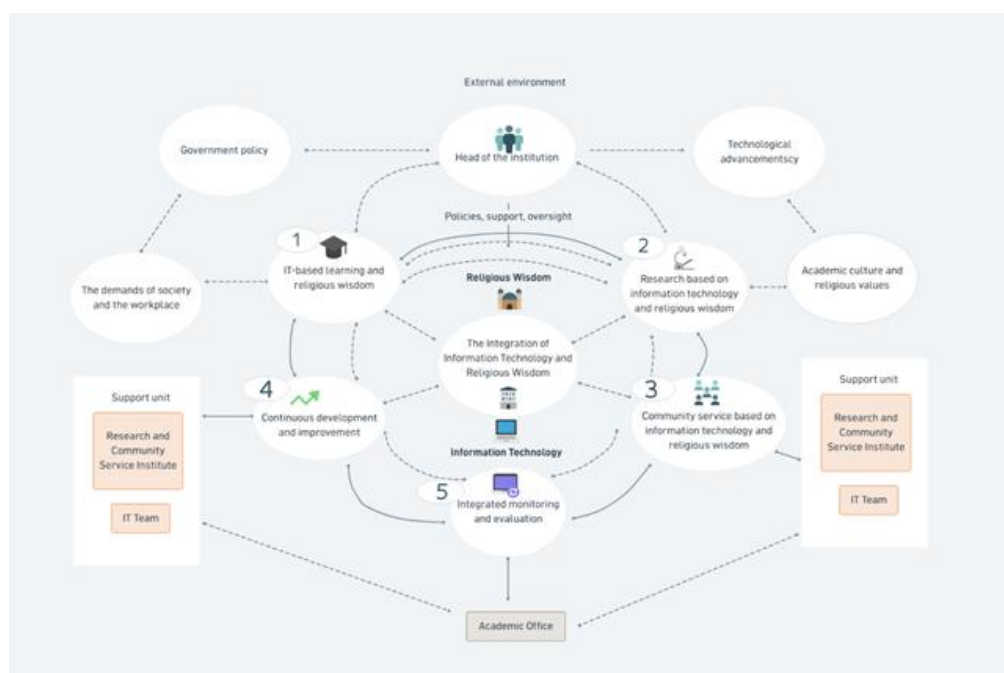 External environment
Government policy
Head of the institution
Technological
advancementscy
Policies, support, oversight
1
IT-based learning and
religious wisdom
2
Research based on
information technology
and religious wisdom
Religious Wisdom
The demands of society
and the workplace
Academic culture and
religious values
The Integration of
Information Technology and
Religious Wisdom
4
Continuous development
and improvement
3
Community service based on
information technology and
religious wisdom
Information Technology
5
Integrated monitoring
and evaluation
Support unit
Research and
Community
Service Institute
IT Team
Support unit
Research and
Community
Service Institute
IT Team
Academic Office